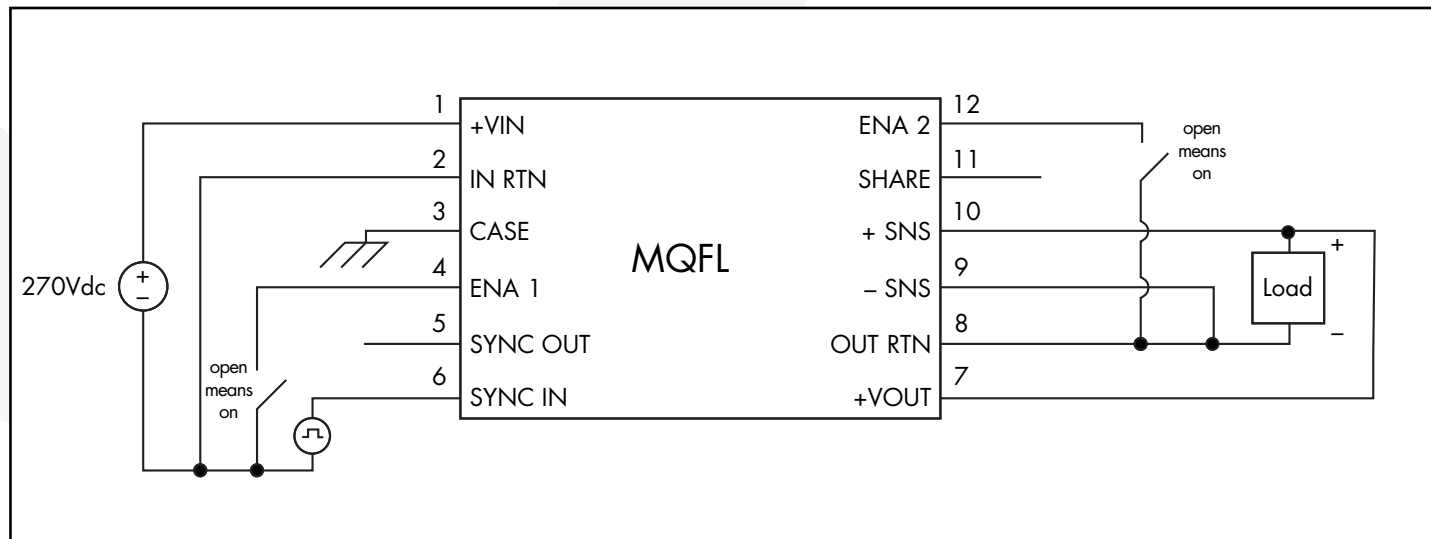 1
+VIN
2
IN RTN
3
CASE
4
ENA 1
5
SYNC OUT
6
SYNC IN
270Vdc
+
−
open
means
on
MQFL
12
ENA 2
11
SHARE
10
+ SNS
9
− SNS
8
OUT RTN
7
+VOUT
open
means
on
+
Load
−